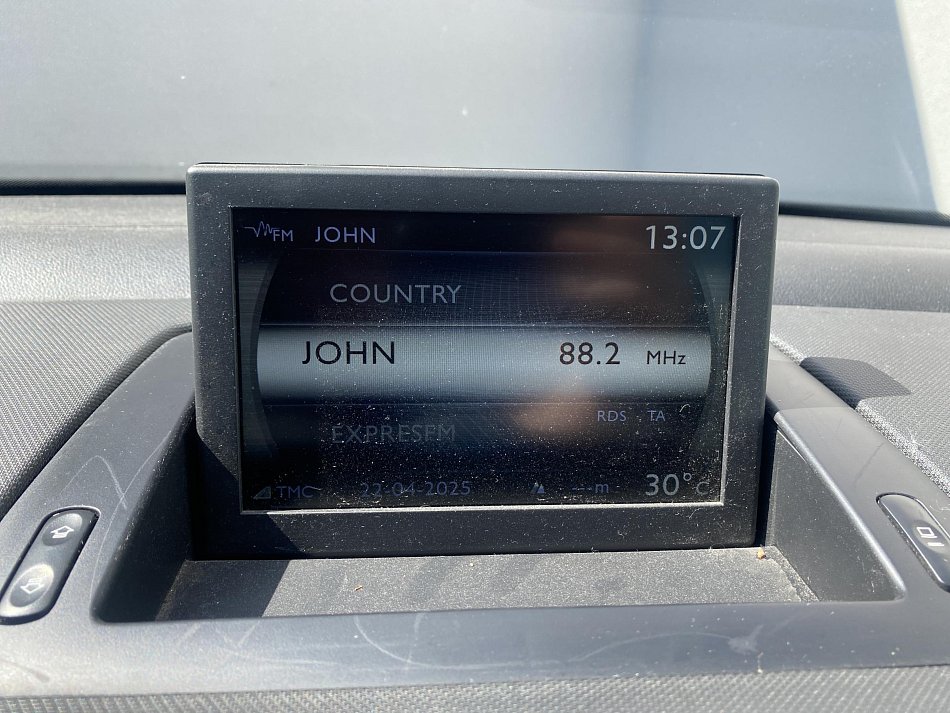 FM JOHN 13:07
COUNTRY
JOHN 88.2 MHz
RDS TA
EXPRESFM
TMC 22-04-2025 -- m 30°C